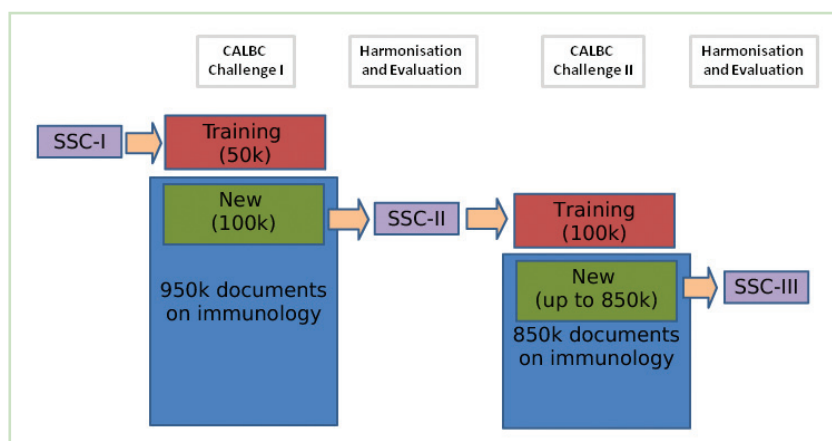 CALBC
Challenge I
Harmonisation
and Evaluation
CALBC
Challenge II
Harmonisation
and Evaluation
SSC-I
Training
(50k)
New
(100k)
950k documents
on immunology
SSC-II
Training
(100k)
New
(up to 850k)
850k documents
on immunology
SSC-III